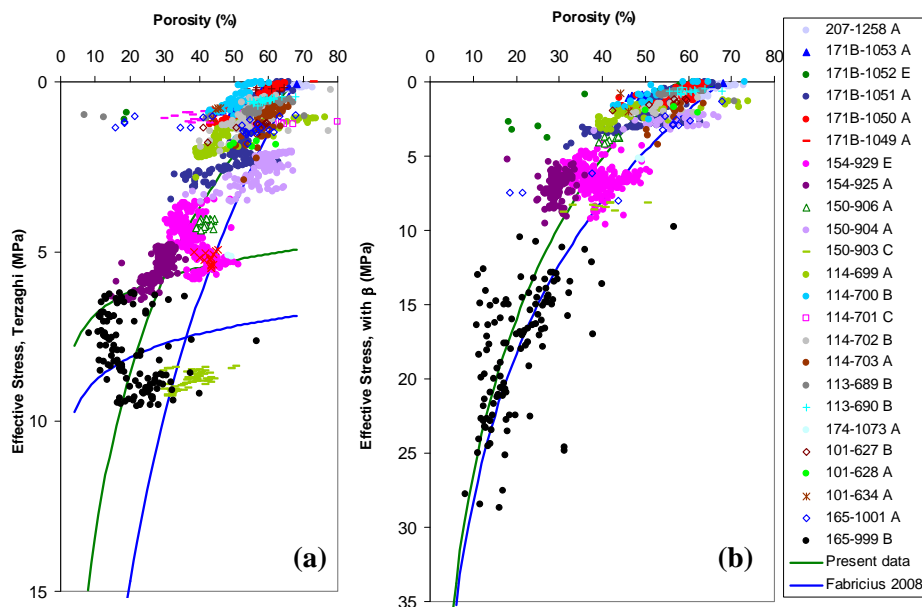 Porosity (%)
0 10 20 30 40 50 60 70 80
0
5
10
15
Effective Stress, Terzaghi (MPa)
(a)
Porosity (%)
0 10 20 30 40 50 60 70 80
0
5
10
15
20
25
30
35
Effective Stress, with β (MPa)
(b)
207-1258 A
171B-1053 A
171B-1052 E
171B-1051 A
171B-1050 A
171B-1049 A
154-929 E
154-925 A
150-906 A
150-904 A
150-903 C
114-699 A
114-700 B
114-701 C
114-702 B
114-703 A
113-689 B
113-690 B
174-1073 A
101-627 B
101-628 A
101-634 A
165-1001 A
165-999 B
Present data
Fabricius 2008